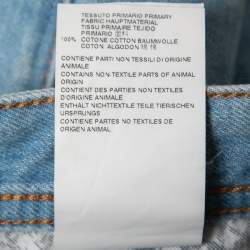 TESSUTO PRIMARIO PRIMARY
FABRIC HAUPTMATERIAL
TISSU PRIMAIRE TEJIDO
PRIMARIO
100% COTONE COTTON BAUMWOLLE
COTON ALGODON
CONTIENE PARTI NON TESSILI DI ORIGINE
ANIMALE
CONTAINS NON-TEXTILE PARTS OF ANIMAL
ORIGIN
CONTIENT DES PARTIES NON TEXTILES
D'ORIGINE ANIMALE
ENTHÄLT NICHTTEXTILE TEILE TIERISCHEN
URSPRUNGS
CONTIENE PARTES NO TEXTILES DE
ORIGEN ANIMAL